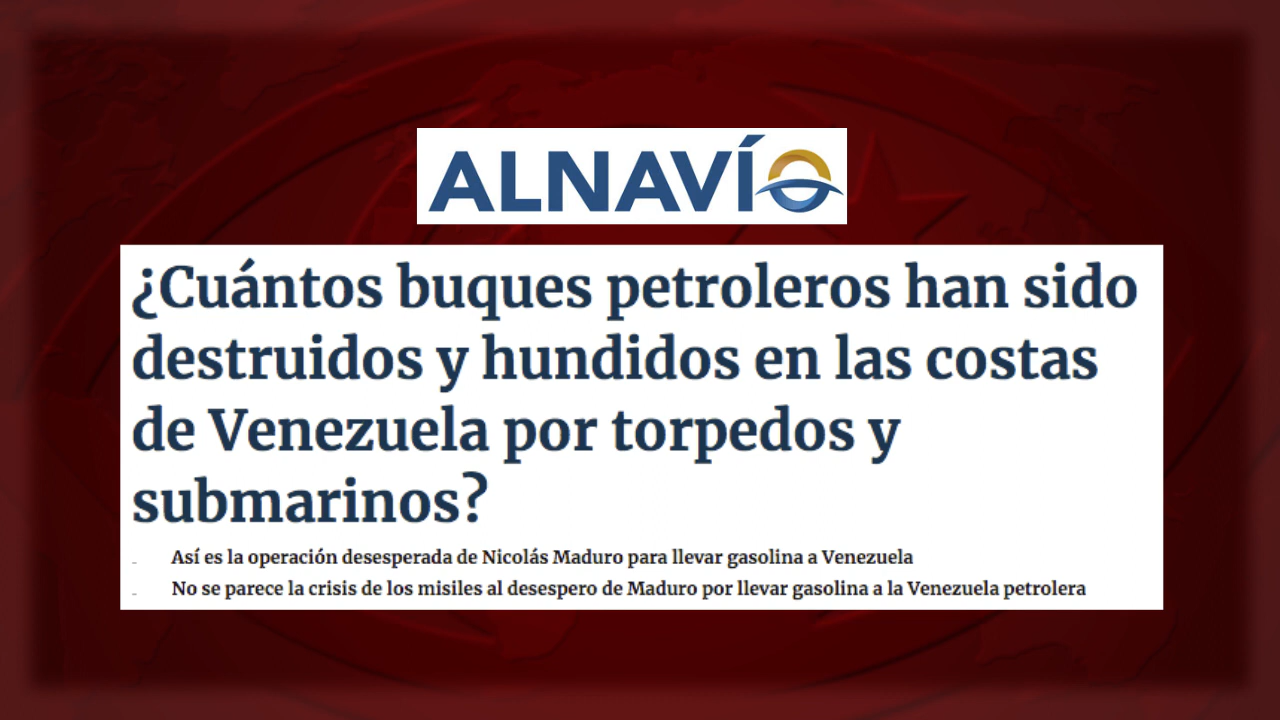 ALNAVÍO
¿Cuántos buques petroleros han sido
destruidos y hundidos en las costas
de Venezuela por torpedos y
submarinos?
- Así es la operación desesperada de Nicolás Maduro para llevar gasolina a Venezuela
- No se parece la crisis de los misiles al desespero de Maduro por llevar gasolina a la Venezuela petrolera